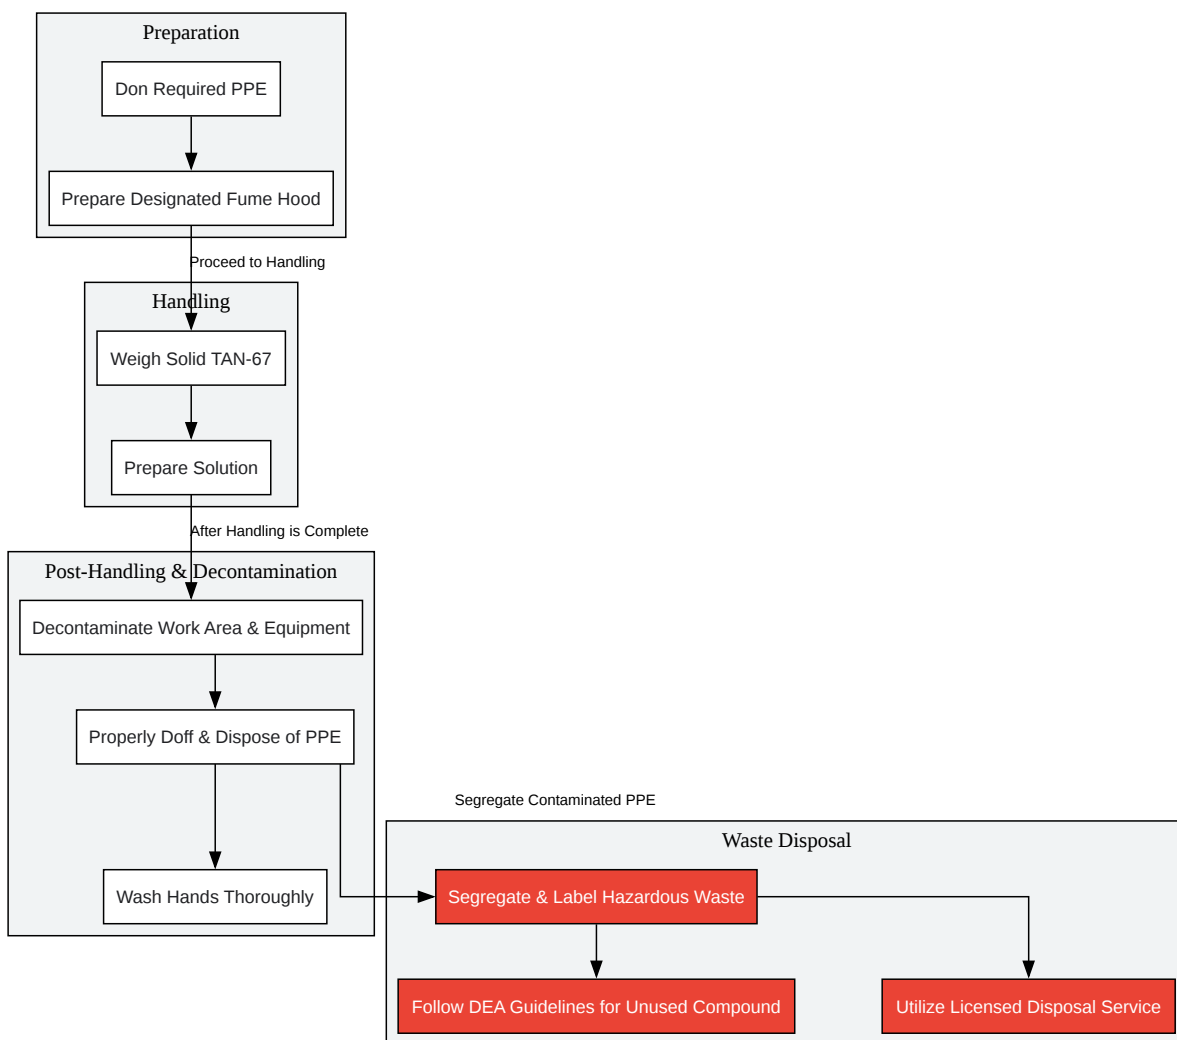 Preparation
Don Required PPE
Prepare Designated Fume Hood
Proceed to Handling
Handling
Weigh Solid TAN-67
Prepare Solution
After Handling is Complete
Post-Handling & Decontamination
Decontaminate Work Area & Equipment
Properly Doff & Dispose of PPE
Segregate Contaminated PPE
Waste Disposal
Wash Hands Thoroughly
Segregate & Label Hazardous Waste
Follow DEA Guidelines for Unused Compound
Utilize Licensed Disposal Service